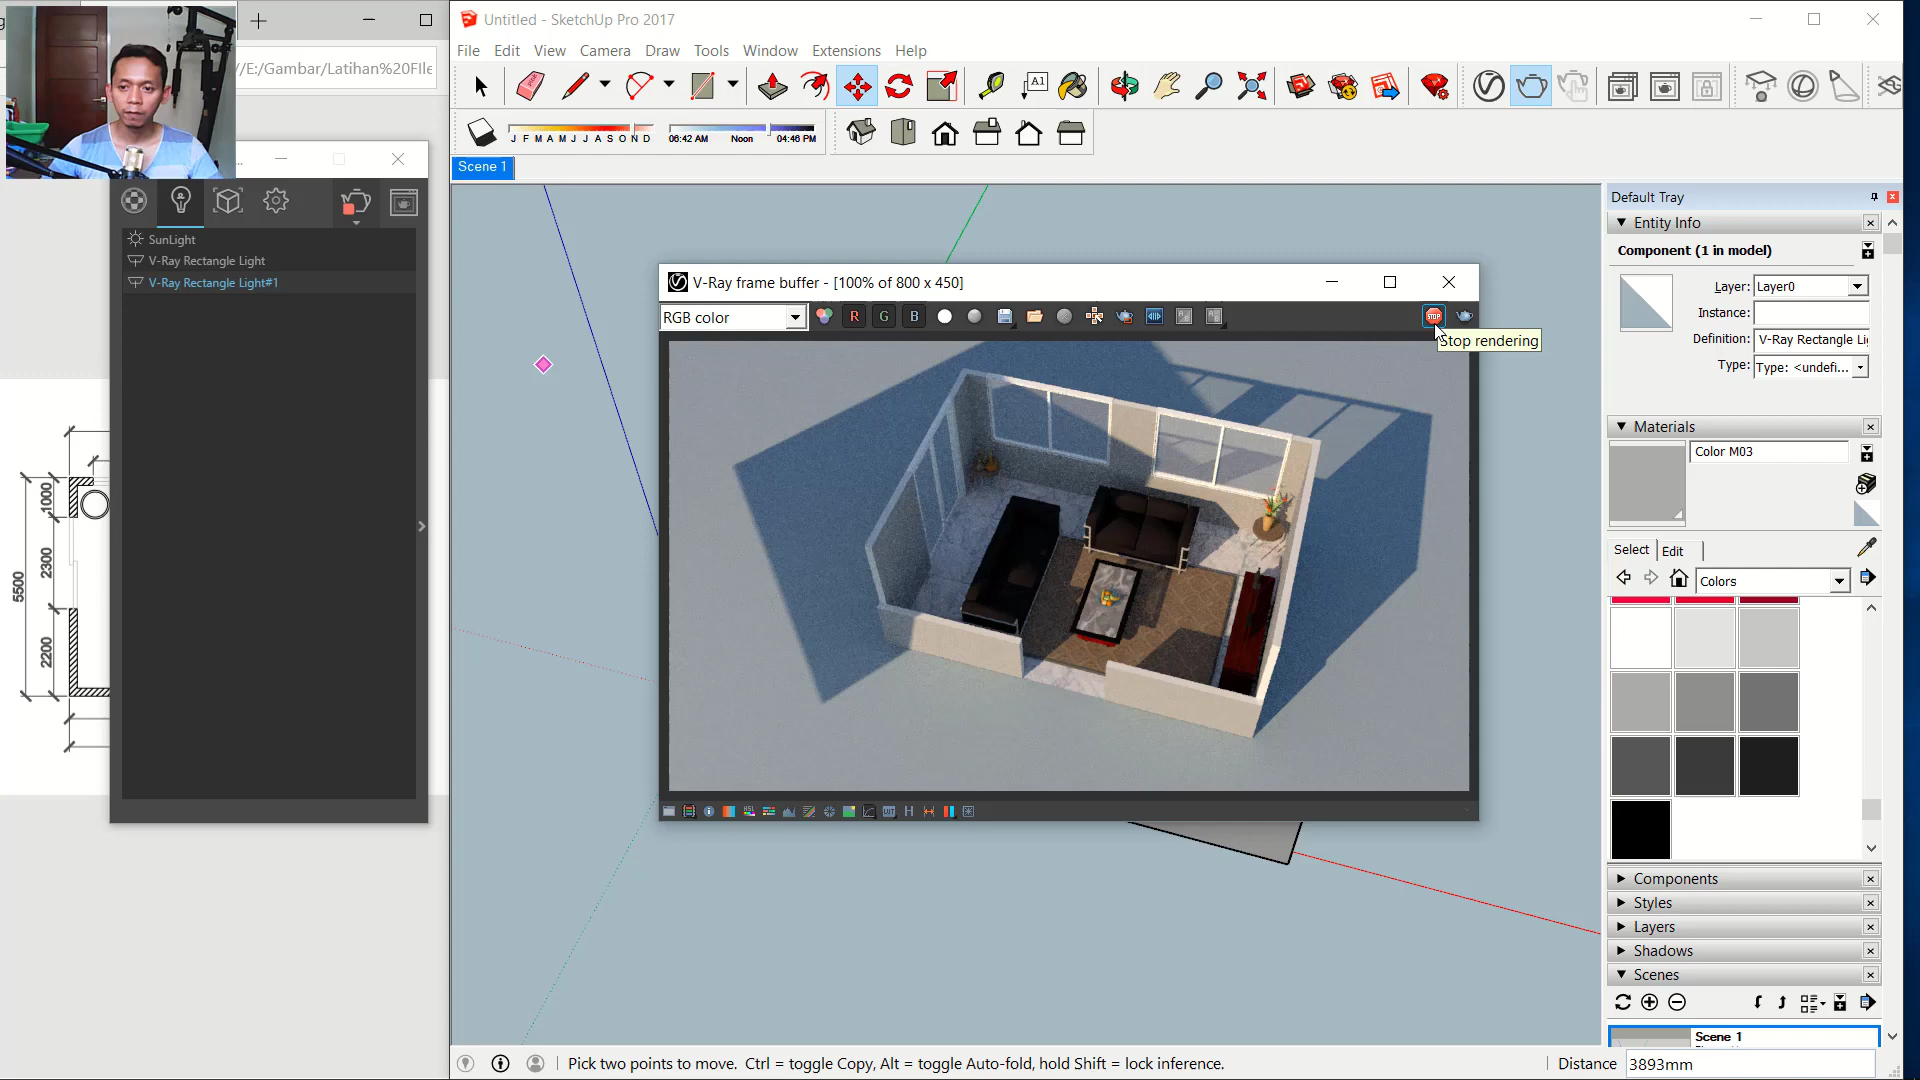 Untitled - SketchUp Pro 2017
File Edit View Camera Draw Tools Window Extensions Help
//E:/Gambar/Latihan%20FIle
A1
J F M A M J J A S O N D
06:42 AM Noon 04:46 PM
Scene 1
SunLight
V-Ray Rectangle Light
V-Ray Rectangle Light#1
1000
2300
5500
2200
V-Ray frame buffer - [100% of 800 x 450]
RGB color
R G B
STOP
Stop rendering
Default Tray
Entity Info
Component (1 in model)
Layer: Layer0
Instance:
Definition: V-Ray Rectangle Li
Type: Type: <undefi...
Materials
Color M03
Select Edit
Colors
Components
Styles
Layers
Shadows
Scenes
Scene 1
Pick two points to move. Ctrl = toggle Copy, Alt = toggle Auto-fold, hold Shift = lock inference.
Distance 3893mm